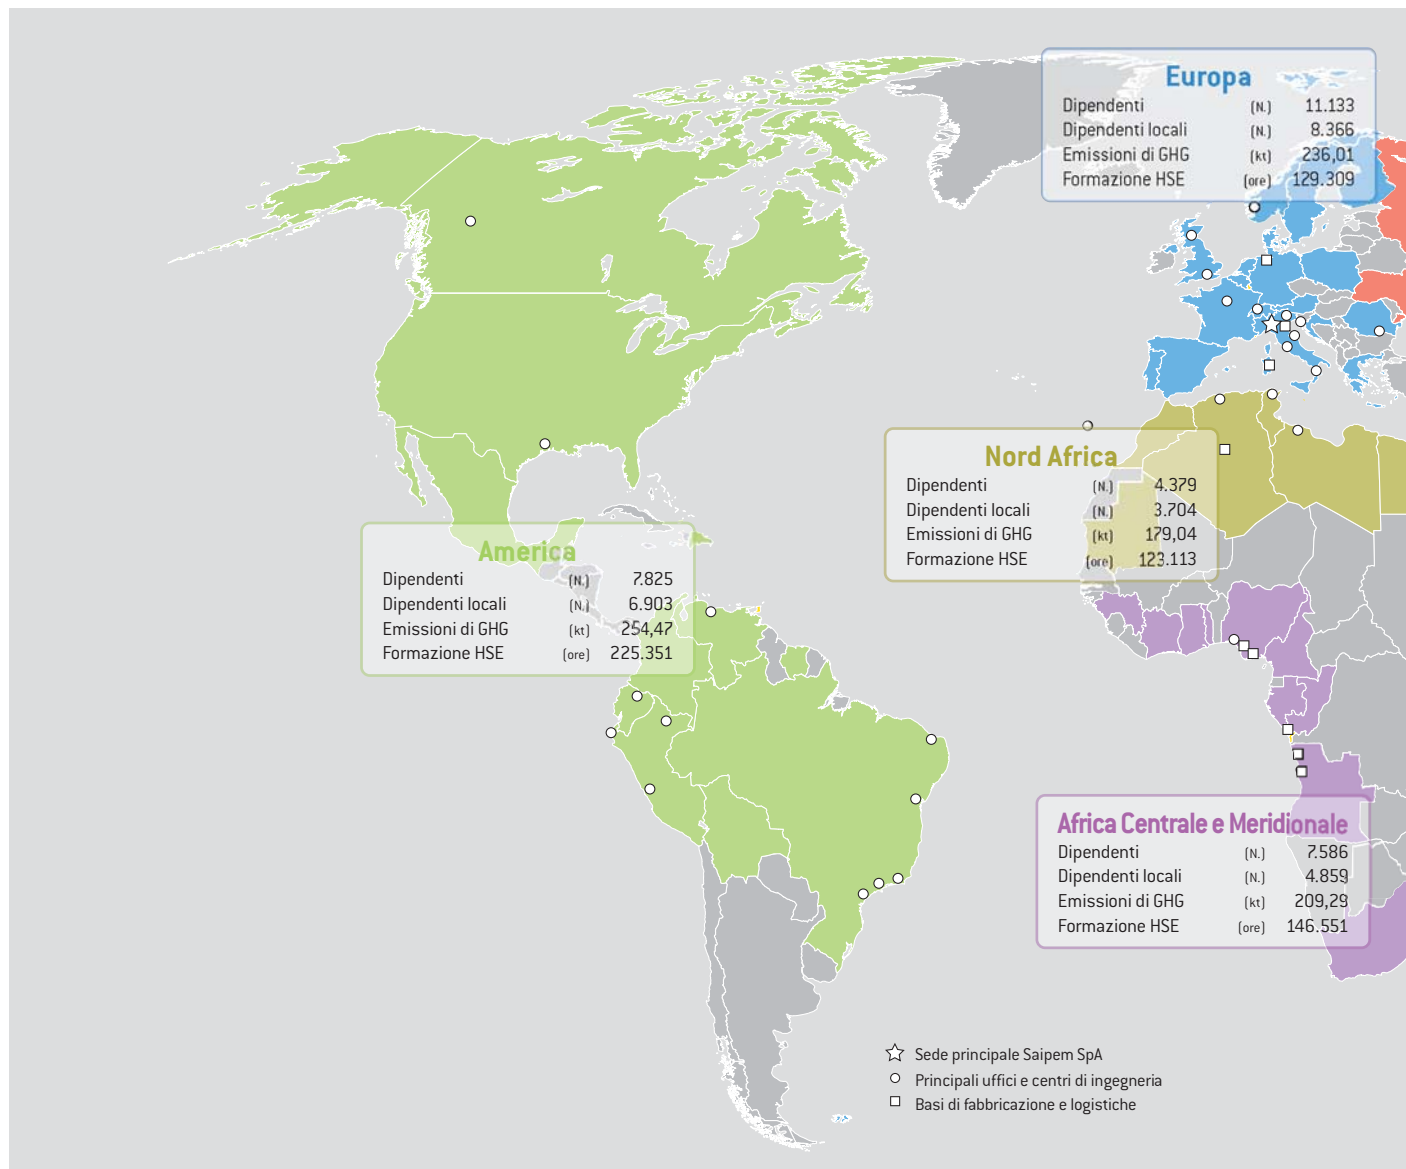 Europa
Dipendenti (N.) 11.133
Dipendenti locali (N.) 8.366
Emissioni di GHG (kt) 236,01
Formazione HSE (ore) 129.309
Nord Africa
Dipendenti (N.) 4.379
Dipendenti locali (N.) 3.704
Emissioni di GHG (kt) 179,04
Formazione HSE (ore) 123.113
America
Dipendenti (N.) 7.825
Dipendenti locali (N.) 6.903
Emissioni di GHG (kt) 254,47
Formazione HSE (ore) 225.351
Africa Centrale e Meridionale
Dipendenti (N.) 7.586
Dipendenti locali (N.) 4.859
Emissioni di GHG (kt) 209,29
Formazione HSE (ore) 146.551
Sede principale Saipem SpA
Principali uffici e centri di ingegneria
Basi di fabbricazione e logistiche